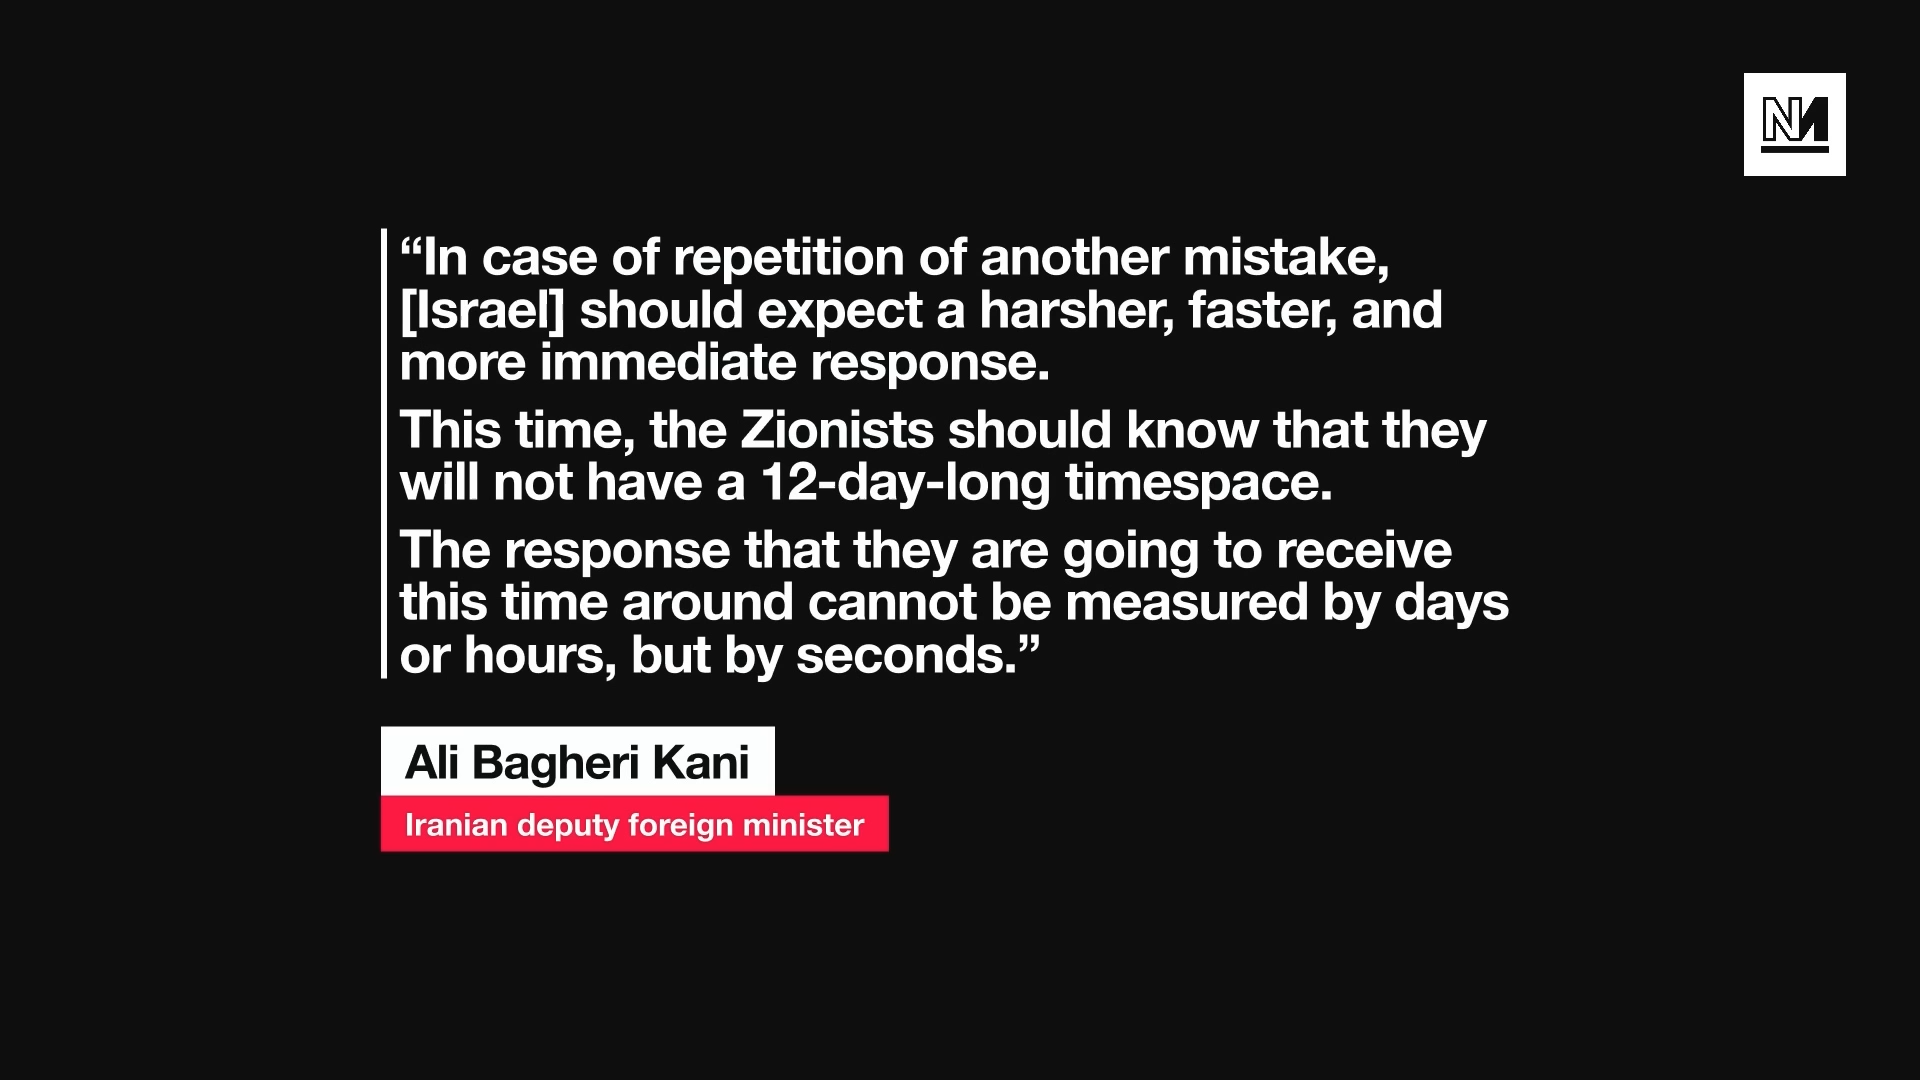 NM
“In case of repetition of another mistake,
[Israel] should expect a harsher, faster, and
more immediate response.
This time, the Zionists should know that they
will not have a 12-day-long timespace.
The response that they are going to receive
this time around cannot be measured by days
or hours, but by seconds.”
Ali Bagheri Kani
Iranian deputy foreign minister